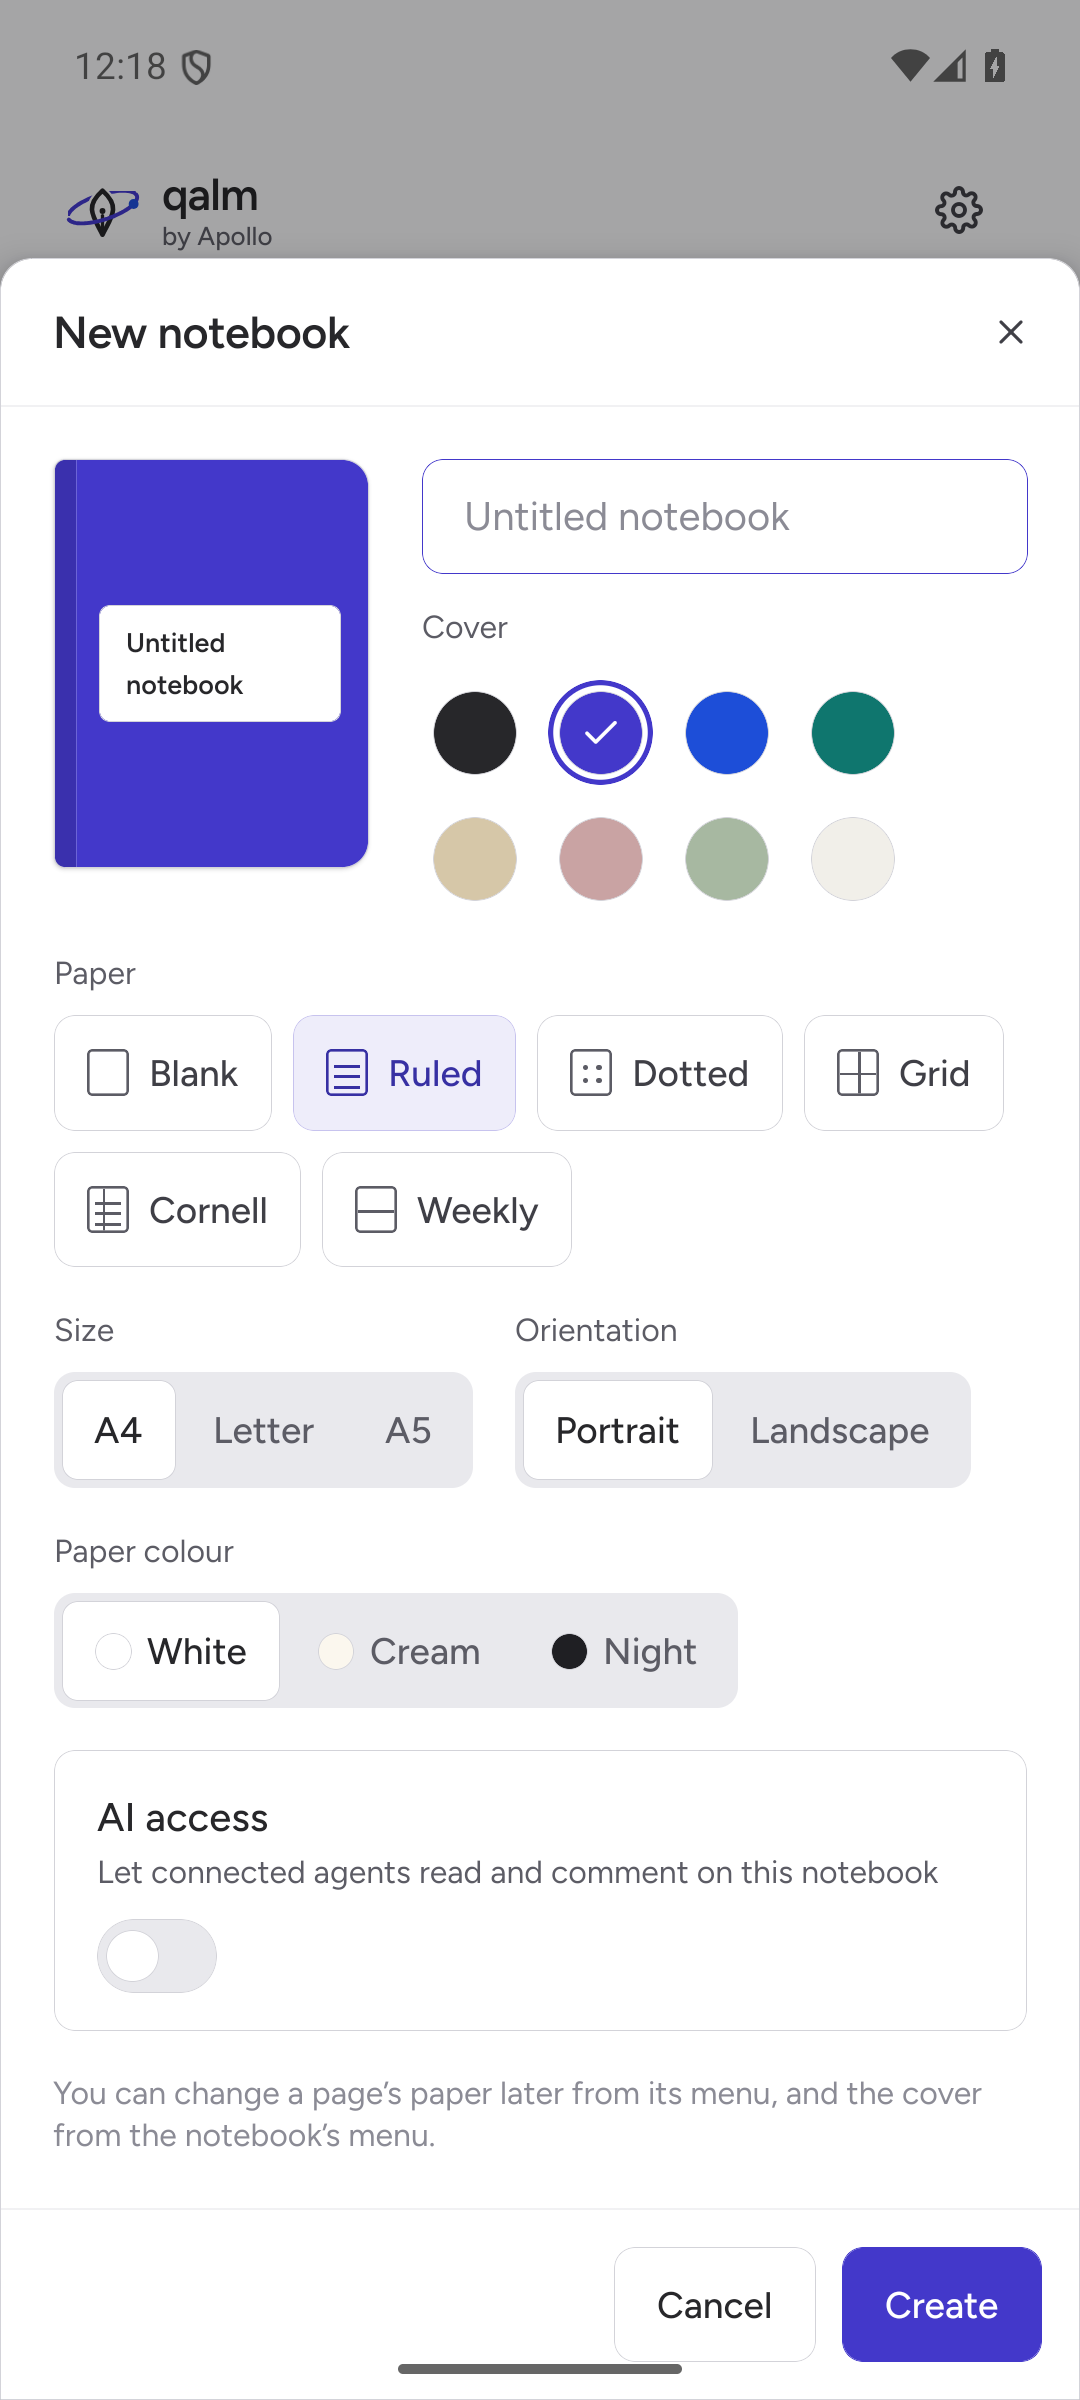 12:18
qalm
by Apollo
New notebook
Untitled
notebook
Untitled notebook
Cover
Paper
Blank
Ruled
Dotted
Grid
Cornell
Weekly
Size
Orientation
A4
Letter
A5
Portrait
Landscape
Paper colour
White
Cream
Night
AI access
Let connected agents read and comment on this notebook
You can change a page’s paper later from its menu, and the cover
from the notebook’s menu.
Cancel
Create